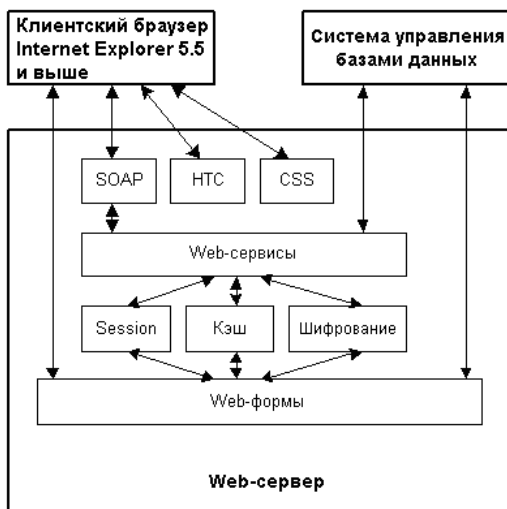 Клиентский браузер
Internet Explorer 5.5
и выше
Система управления
базами данных
SOAP
HTC
CSS
Web-сервисы
Session
Кэш
Шифрование
Web-формы
Web-сервер